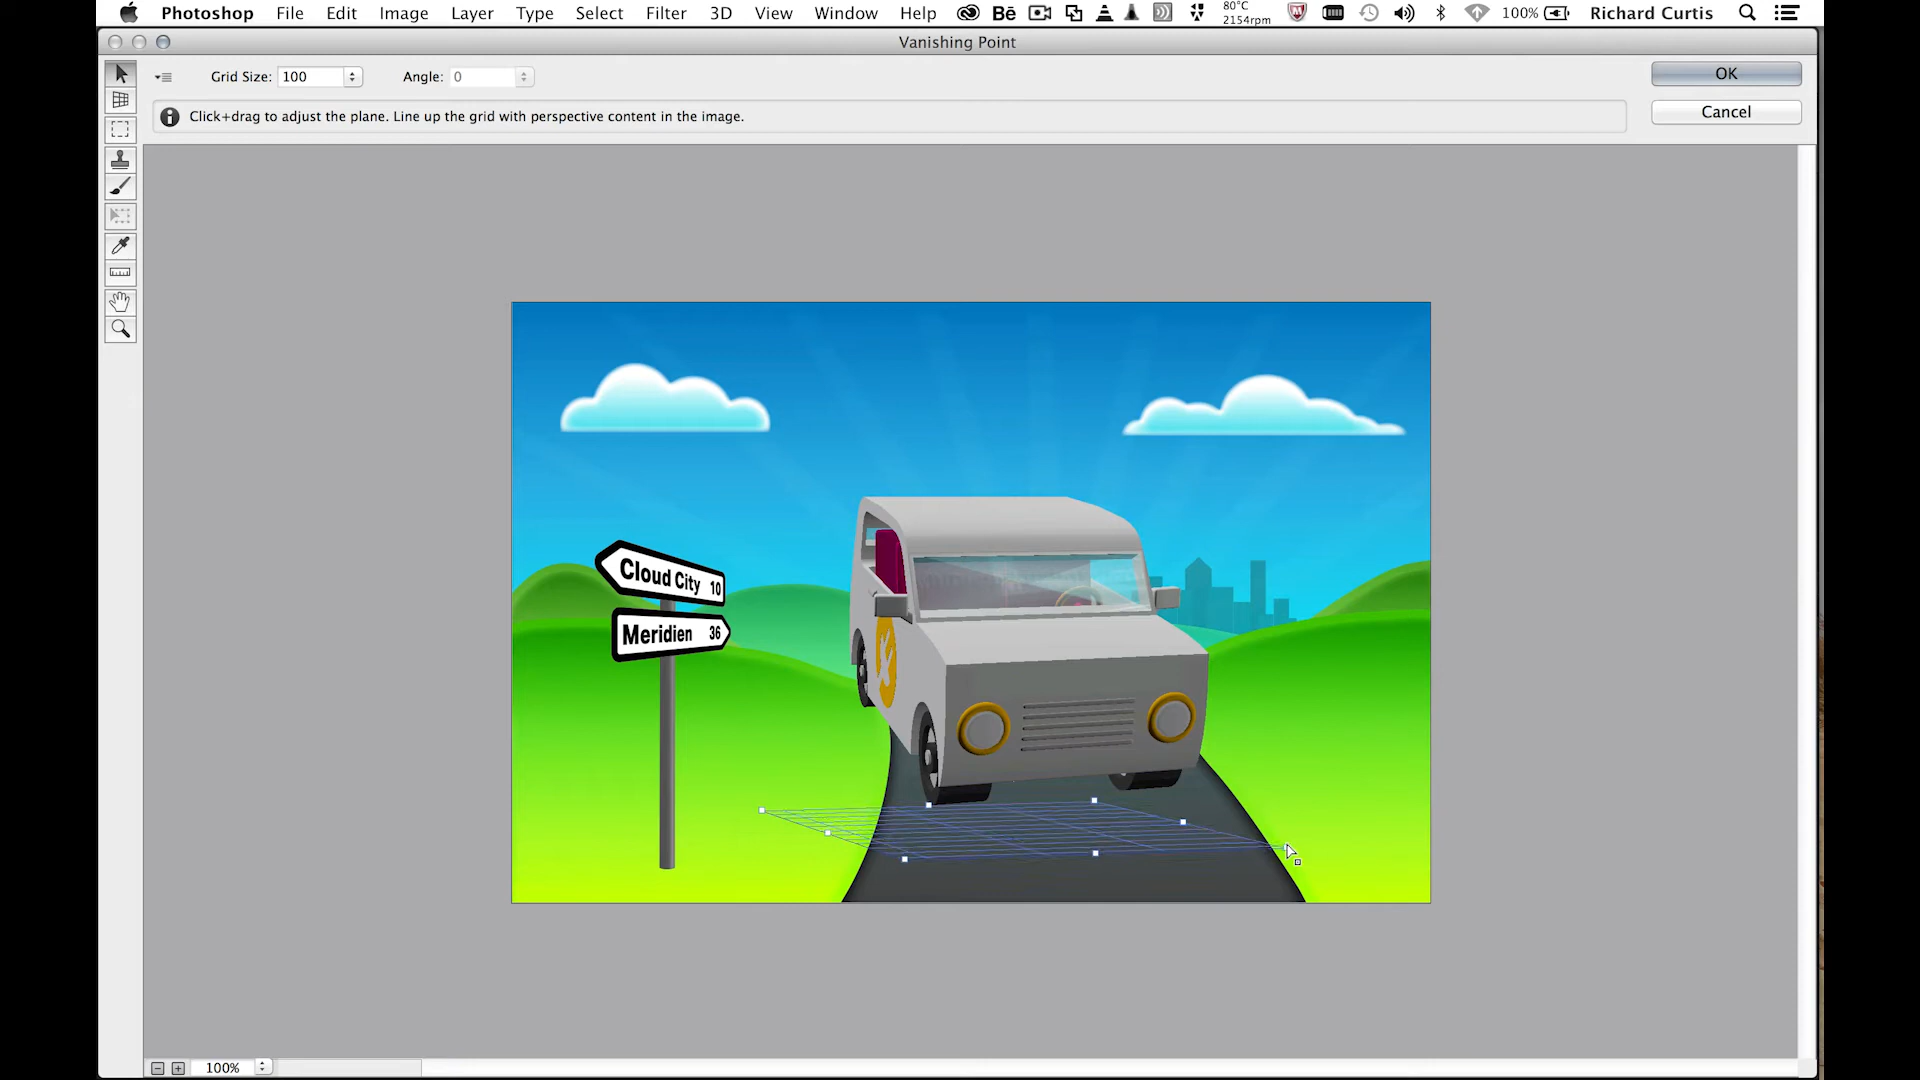 Photoshop File Edit Image Layer Type Select Filter 3D View Window Help Bē 80°C 2154rpm 100% Richard Curtis
Vanishing Point
Grid Size: 100 Angle: 0 OK
Click+drag to adjust the plane. Line up the grid with perspective content in the image. Cancel
Cloud City 10
Meridien 36
100%